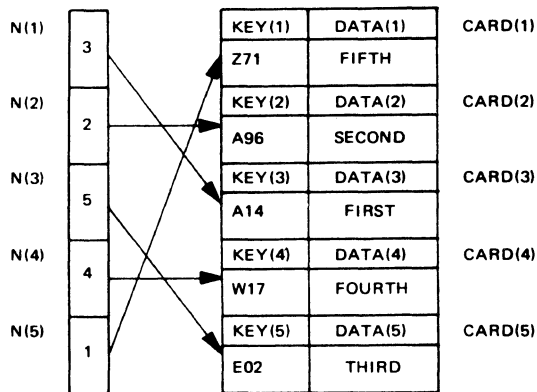 N(1) KEY(1) DATA(1) CARD(1)
3
Z71 FIFTH
N(2) KEY(2) DATA(2) CARD(2)
2
A96 SECOND
N(3) KEY(3) DATA(3) CARD(3)
5
A14 FIRST
N(4) KEY(4) DATA(4) CARD(4)
4
W17 FOURTH
N(5) KEY(5) DATA(5) CARD(5)
1
E02 THIRD